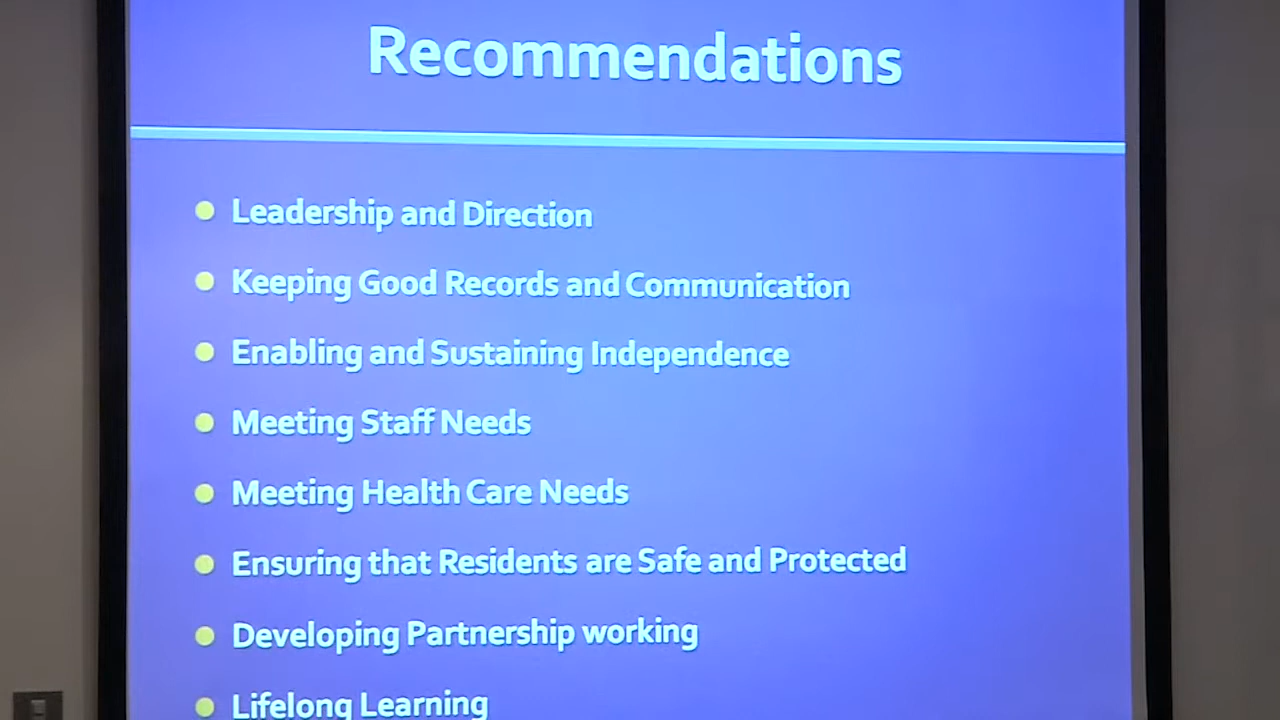 Recommendations
Leadership and Direction
Keeping Good Records and Communication
Enabling and Sustaining Independence
Meeting Staff Needs
Meeting Health Care Needs
Ensuring that Residents are Safe and Protected
Developing Partnership working
Lifelong Learning